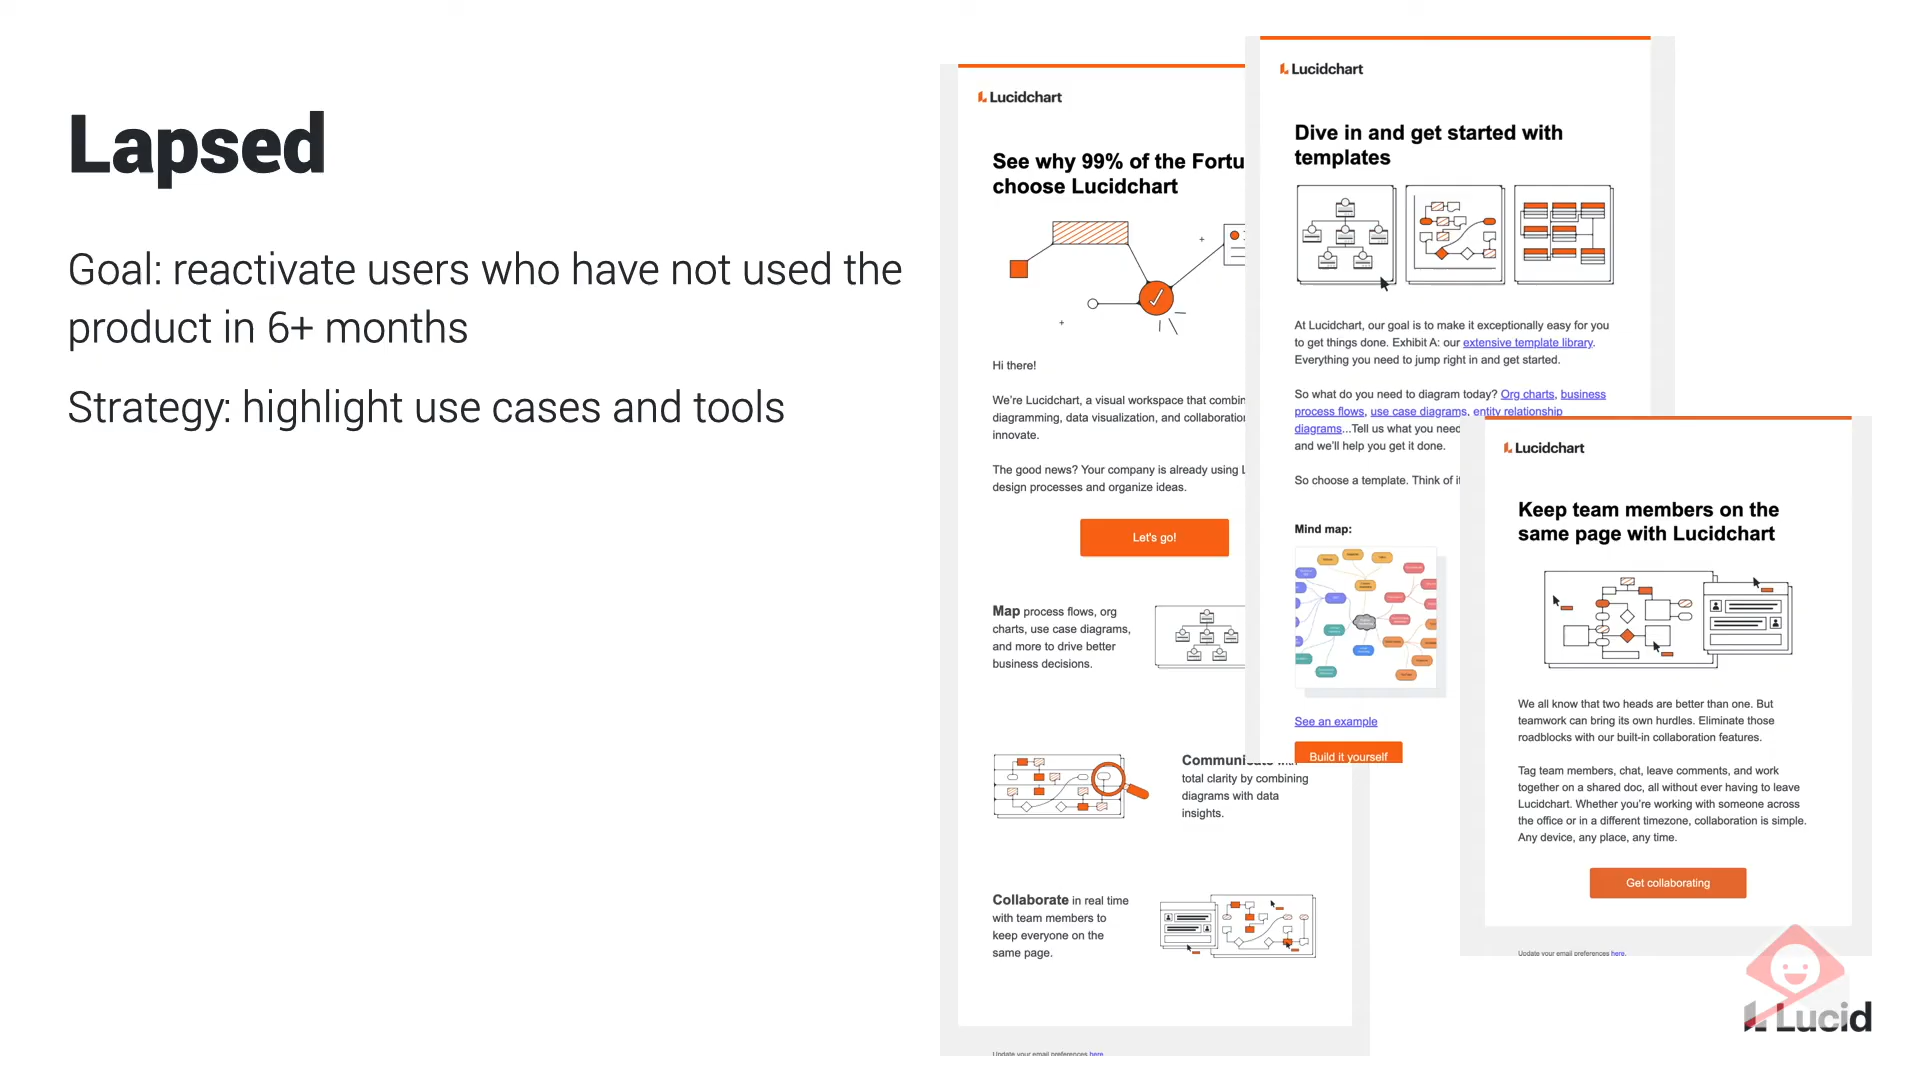 Lapsed
Goal: reactivate users who have not used the
product in 6+ months
Strategy: highlight use cases and tools
Lucidchart
See why 99% of the Fortu
choose Lucidchart
Hi there!
We're Lucidchart, a visual workspace that combin
diagramming, data visualization, and collaboration
innovate.
The good news? Your company is already using L
design processes and organize ideas.
Let's go!
Map process flows, org
charts, use case diagrams,
and more to drive better
business decisions.
Communicate with
total clarity by combining
diagrams with data
insights.
Collaborate in real time
with team members to
keep everyone on the
same page.
Update your email preferences here
Lucidchart
Dive in and get started with
templates
At Lucidchart, our goal is to make it exceptionally easy for you
to get things done. Exhibit A: our extensive template library.
Everything you need to jump right in and get started.
So what do you need to diagram today? Org charts, business
process flows, use case diagrams, entity relationship
diagrams...Tell us what you need
and we'll help you get it done.
So choose a template. Think of it
Mind map:
See an example
Build it yourself
Lucidchart
Keep team members on the
same page with Lucidchart
We all know that two heads are better than one. But
teamwork can bring its own hurdles. Eliminate those
roadblocks with our built-in collaboration features.
Tag team members, chat, leave comments, and work
together on a shared doc, all without ever having to leave
Lucidchart. Whether you're working with someone across
the office or in a different timezone, collaboration is simple.
Any device, any place, any time.
Get collaborating
Update your email preferences here.
Lucid